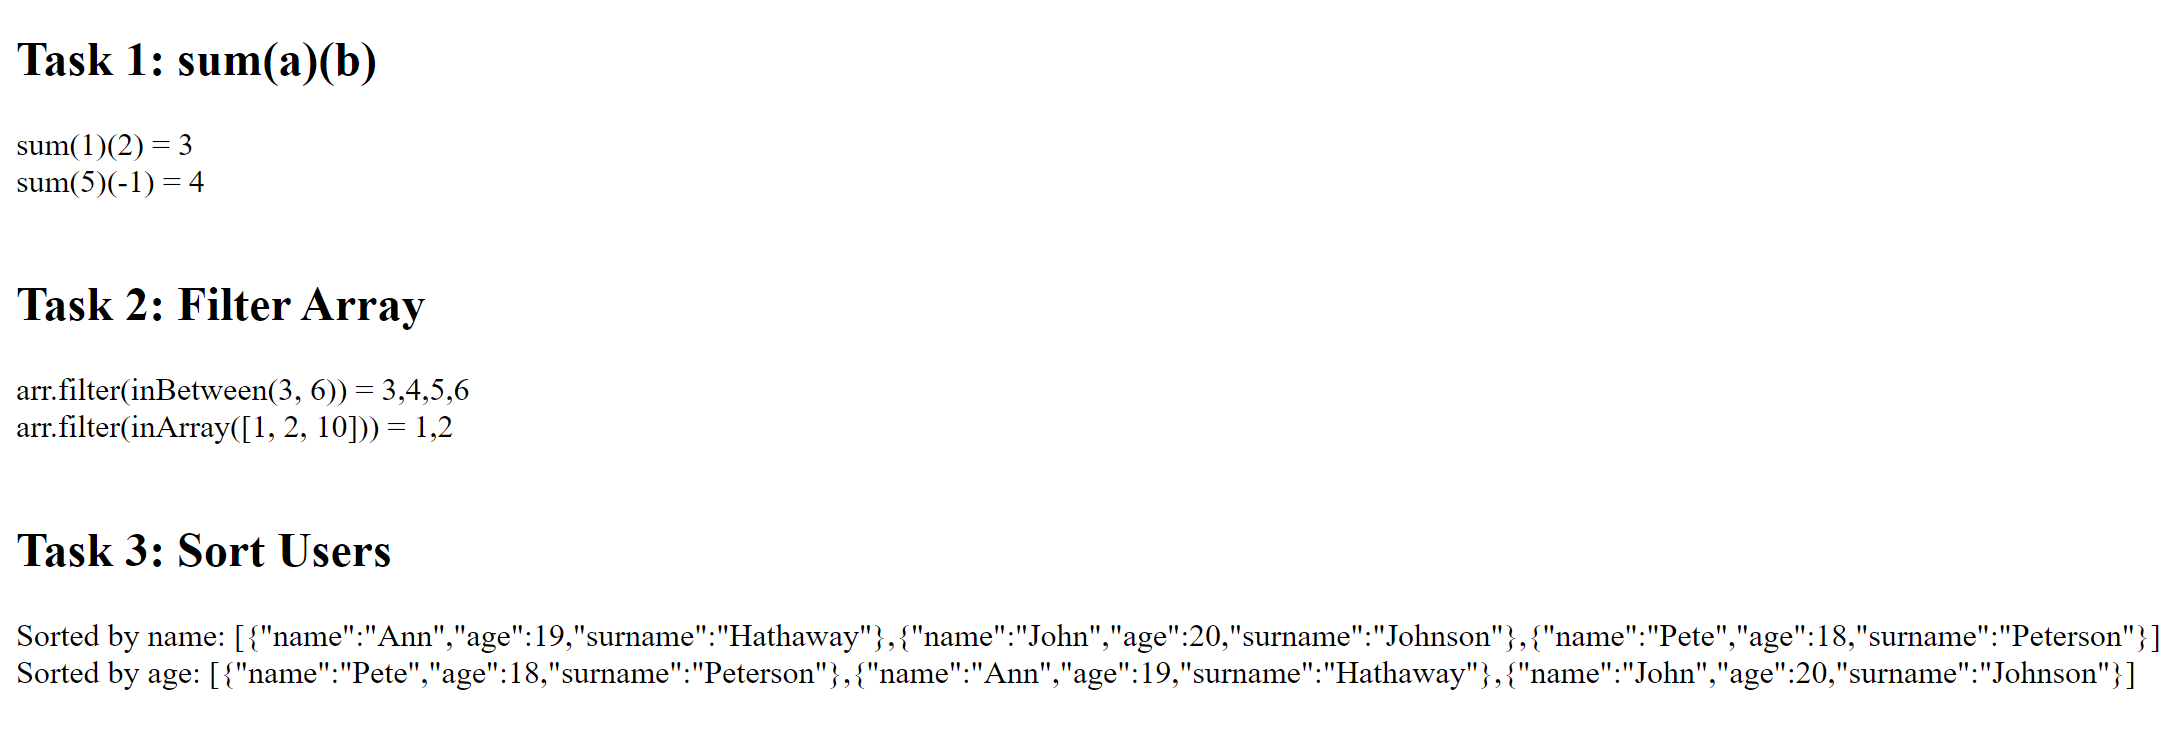 Task 1: sum(a)(b)
sum(1)(2) = 3
sum(5)(-1) = 4
Task 2: Filter Array
arr.filter(inBetween(3, 6)) = 3,4,5,6
arr.filter(inArray([1, 2, 10])) = 1,2
Task 3: Sort Users
Sorted by name: [{"name":"Ann","age":19,"surname":"Hathaway"},{"name":"John","age":20,"surname":"Johnson"},{"name":"Pete","age":18,"surname":"Peterson"}]
Sorted by age: [{"name":"Pete","age":18,"surname":"Peterson"},{"name":"Ann","age":19,"surname":"Hathaway"},{"name":"John","age":20,"surname":"Johnson"}]